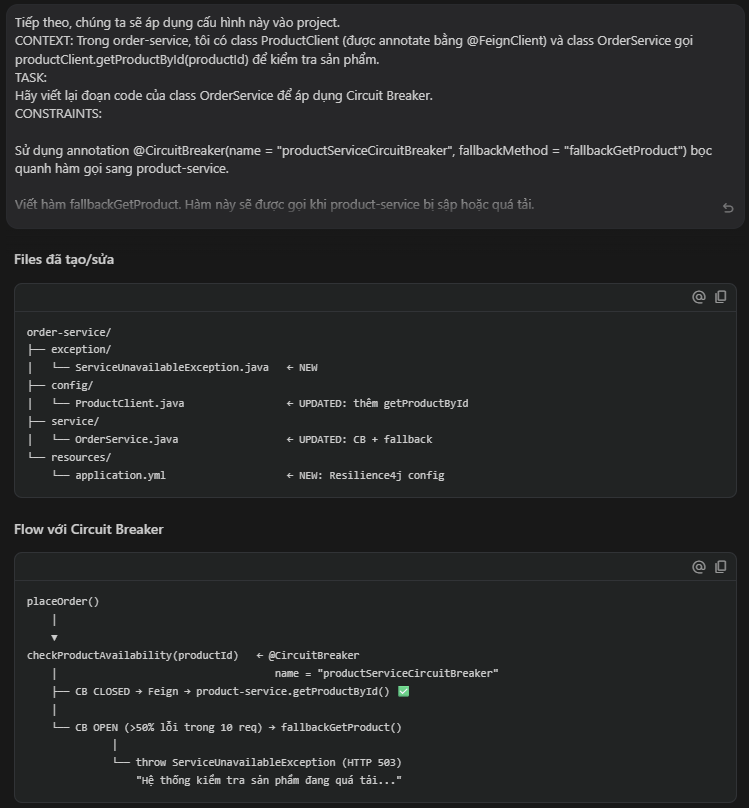 Tiếp theo, chúng ta sẽ áp dụng cấu hình này vào project.
CONTEXT: Trong order-service, tôi có class ProductClient (được annotate bằng @FeignClient) và class OrderService gọi
productClient.getProductById(productId) để kiểm tra sản phẩm.
TASK:
Hãy viết lại đoạn code của class OrderService để áp dụng Circuit Breaker.
CONSTRAINTS:
Sử dụng annotation @CircuitBreaker(name = "productServiceCircuitBreaker", fallbackMethod = "fallbackGetProduct") bọc
quanh hàm gọi sang product-service.
Viết hàm fallbackGetProduct. Hàm này sẽ được gọi khi product-service bị sập hoặc quá tải.
Files đã tạo/sửa
order-service/
├── exception/
│   └── ServiceUnavailableException.java   ← NEW
├── config/
│   └── ProductClient.java                 ← UPDATED: thêm getProductById
├── service/
│   └── OrderService.java                  ← UPDATED: CB + fallback
└── resources/
    └── application.yml                    ← NEW: Resilience4j config
Flow với Circuit Breaker
placeOrder()
    │
    ▼
checkProductAvailability(productId)   ← @CircuitBreaker
    │                                    name = "productServiceCircuitBreaker"
    ├── CB CLOSED → Feign → product-service.getProductById() ✅
    │
    └── CB OPEN (>50% lỗi trong 10 req) → fallbackGetProduct()
              │
              └── throw ServiceUnavailableException (HTTP 503)
                  "Hệ thống kiểm tra sản phẩm đang quá tải..."